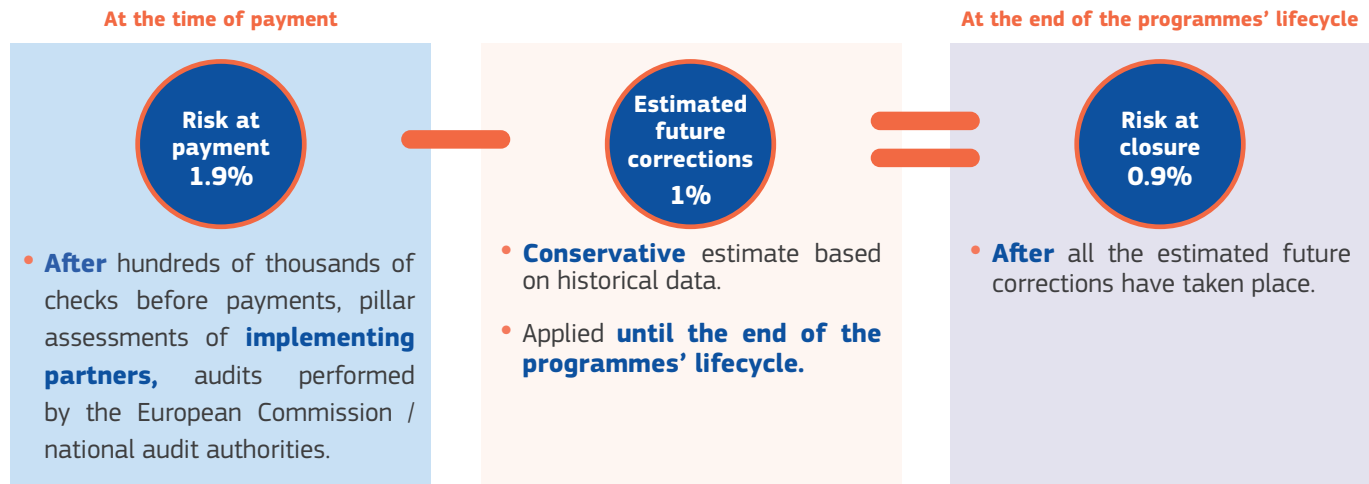 At the time of payment
At the end of the programmes’ lifecycle
Risk at
payment
1.9%
Estimated
future
corrections
1%
Risk at
closure
0.9%
• After hundreds of thousands of
checks before payments, pillar
assessments of implementing
partners, audits performed
by the European Commission /
national audit authorities.
• Conservative estimate based
on historical data.
• Applied until the end of the
programmes’ lifecycle.
• After all the estimated future
corrections have taken place.